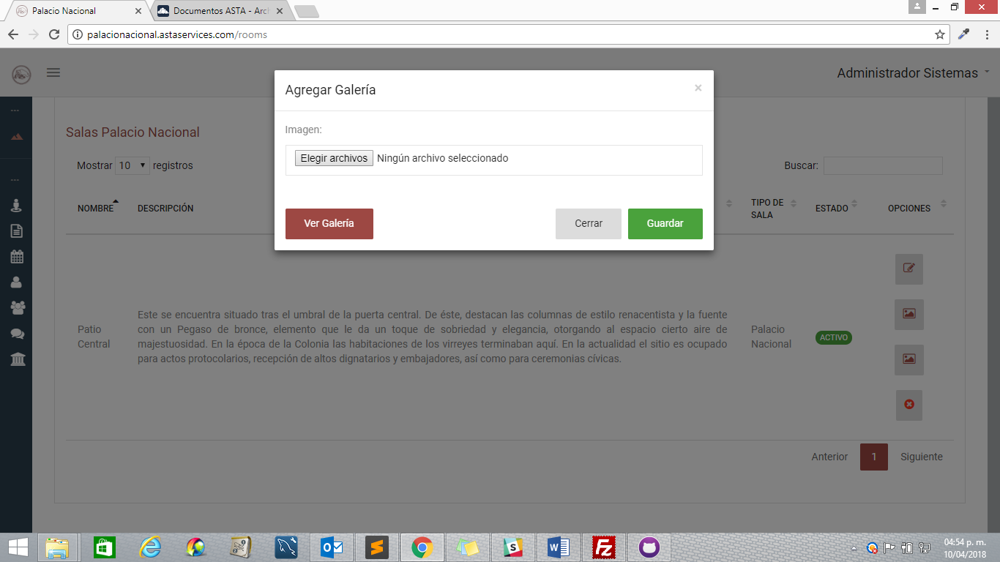 Palacio Nacional
Documentos ASTA - Arch
palacionacional.astaservices.com/rooms
Administrador Sistemas
Agregar Galería
×
Imagen:
Elegir archivos Ningún archivo seleccionado
Ver Galería
Cerrar
Guardar
Salas Palacio Nacional
Mostrar 10 registros
Buscar:
NOMBRE
DESCRIPCIÓN
TIPO DE
SALA
ESTADO
OPCIONES
Patio
Central
Este se encuentra situado tras el umbral de la puerta central. De éste, destacan las columnas de estilo renacentista y la fuente
con un Pegaso de bronce, elemento que le da un toque de sobriedad y elegancia, otorgando al espacio cierto aire de
majestuosidad. En la época de la Colonia las habitaciones de los virreyes terminaban aquí. En la actualidad el sitio es ocupado
para actos protocolarios, recepción de altos dignatarios y embajadores, así como para ceremonias cívicas.
Palacio
Nacional
ACTIVO
Anterior
1
Siguiente
04:54 p. m.
10/04/2018